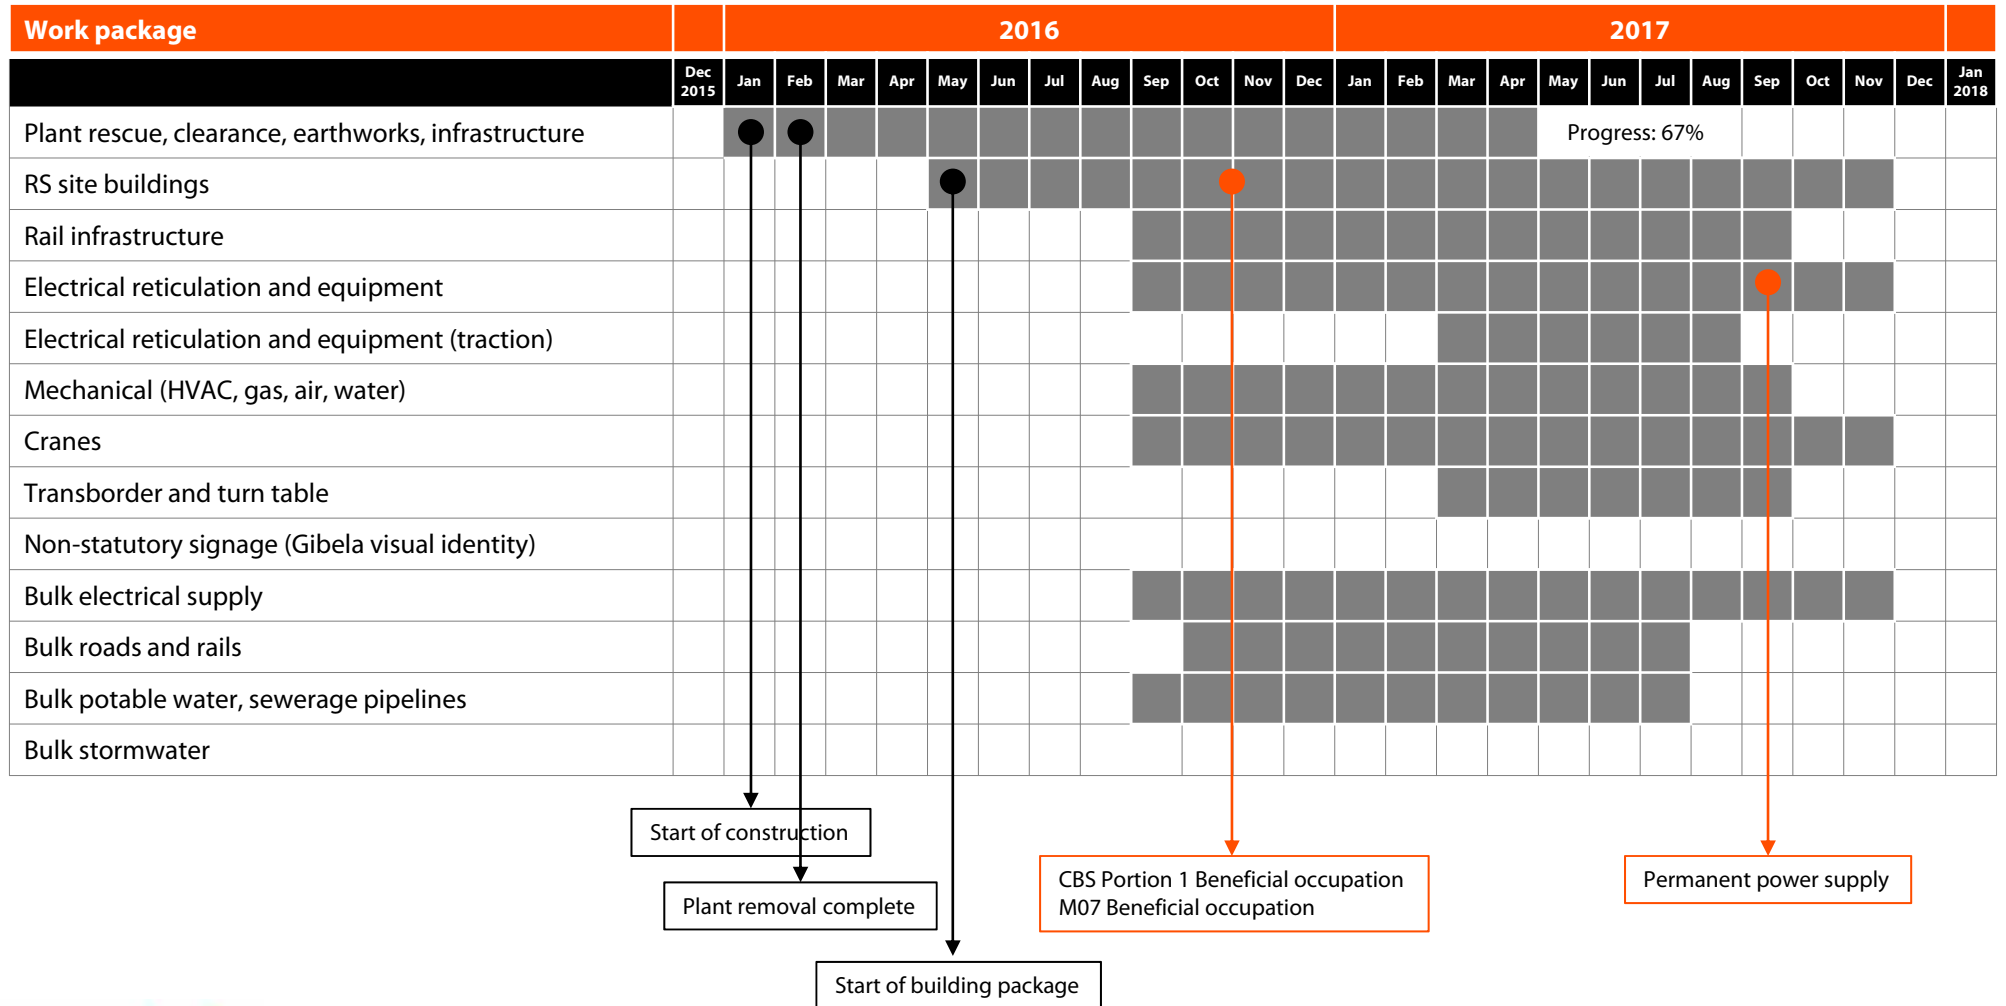 Work package 2016 2017
Dec 2015 Jan Feb Mar Apr May Jun Jul Aug Sep Oct Nov Dec Jan Feb Mar Apr May Jun Jul Aug Sep Oct Nov Dec Jan 2018
Plant rescue, clearance, earthworks, infrastructure Progress: 67%
RS site buildings
Rail infrastructure
Electrical reticulation and equipment
Electrical reticulation and equipment (traction)
Mechanical (HVAC, gas, air, water)
Cranes
Transborder and turn table
Non-statutory signage (Gibela visual identity)
Bulk electrical supply
Bulk roads and rails
Bulk potable water, sewerage pipelines
Bulk stormwater
Start of construction
Plant removal complete
CBS Portion 1 Beneficial occupation
M07 Beneficial occupation
Permanent power supply
Start of building package